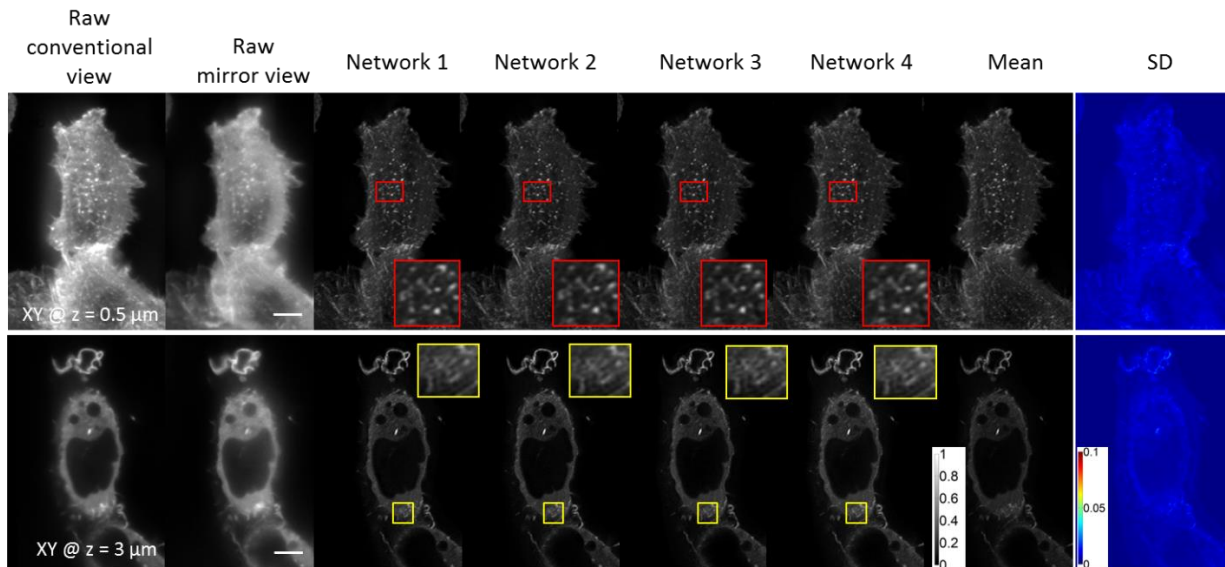 Raw
conventional
view
Raw
mirror view
Network 1
Network 2
Network 3
Network 4
Mean
SD
XY @ z = 0.5 µm
XY @ z = 3 µm
1
0.8
0.6
0.4
0.2
0
0.1
0.05
0